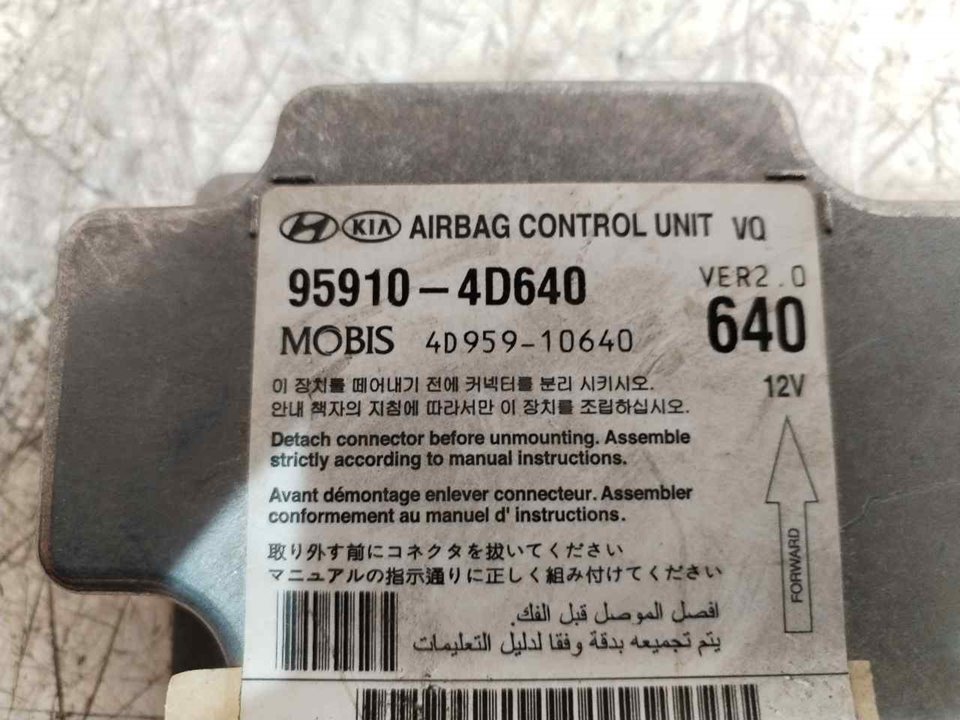 KIA AIRBAG CONTROL UNIT VQ
95910-4D640
VER2.0
MOBIS 4D959-10640
640
12V
이 장치를 떼어내기 전에 커넥터를 분리 시키시오.
안내 책자의 지침에 따라서만 이 장치를 조립하십시오.
Detach connector before unmounting. Assemble
strictly according to manual instructions.
Avant démontage enlever connecteur. Assembler
conformement au manuel d' instructions.
取り外す前にコネクタを抜いてください
マニュアルの指示通りに正しく組み付けてください
افصل الموصل قبل الفك.
يتم تجميعه بدقة وفقا لدليل التعليمات
FORWARD